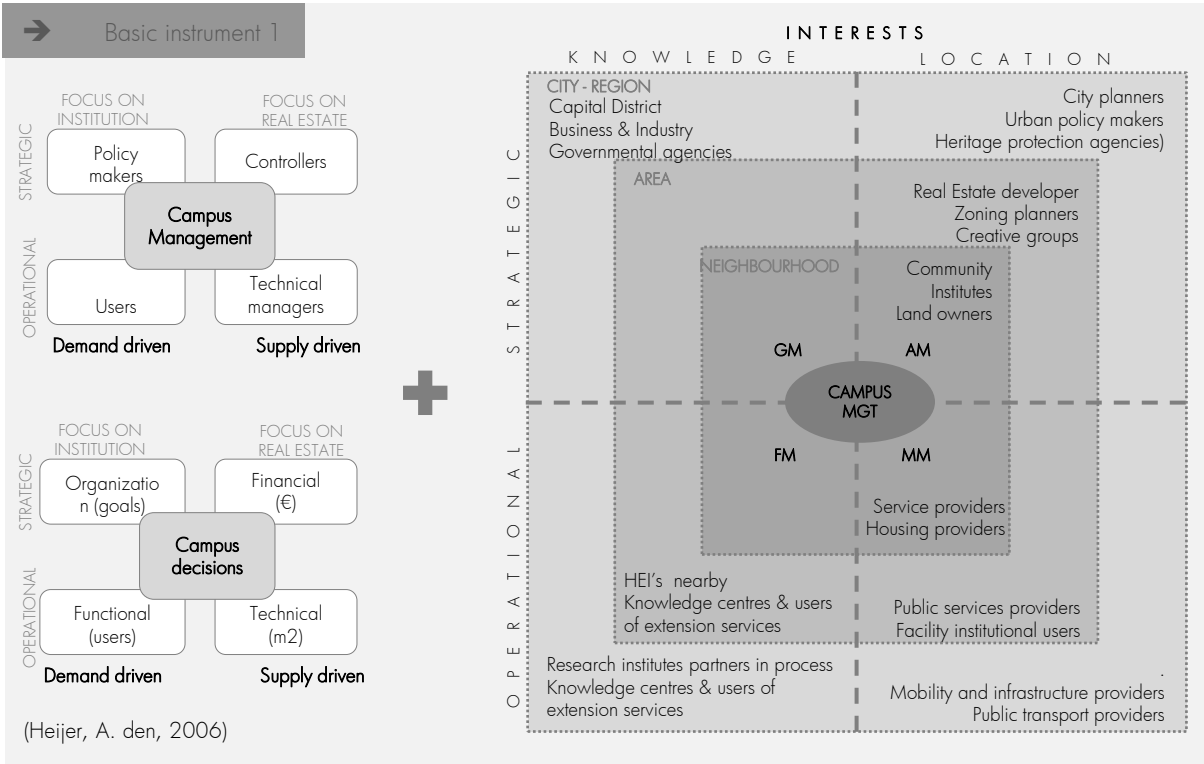 ➔ Basic instrument 1
FOCUS ON
INSTITUTION
FOCUS ON
REAL ESTATE
STRATEGIC
Policy
makers
Controllers
Campus
Management
OPERATIONAL
Users
Technical
managers
Demand driven
Supply driven
FOCUS ON
INSTITUTION
FOCUS ON
REAL ESTATE
STRATEGIC
Organizatio
n (goals)
Financial
(€)
Campus
decisions
OPERATIONAL
Functional
(users)
Technical
(m2)
Demand driven
Supply driven
(Heijer, A. den, 2006)
INTERESTS
KNOWLEDGE
LOCATION
STRATEGIC
OPERATIONAL
CITY - REGION
Capital District
Business & Industry
Governmental agencies
City planners
Urban policy makers
Heritage protection agencies)
AREA
Real Estate developer
Zoning planners
Creative groups
NEIGHBOURHOOD
Community
Institutes
Land owners
GM
AM
CAMPUS
MGT
FM
MM
Service providers
Housing providers
HEI's nearby
Knowledge centres & users
of extension services
Public services providers
Facility institutional users
Research institutes partners in process
Knowledge centres & users of
extension services
.
Mobility and infrastructure providers
Public transport providers